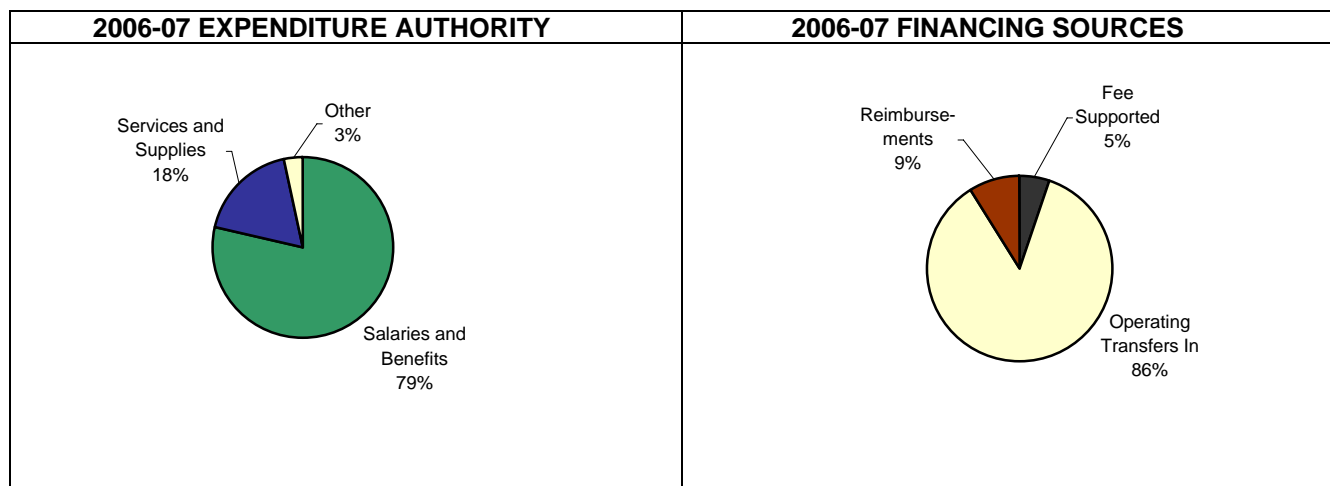 2006-07 EXPENDITURE AUTHORITY
Other
3%
Services and
Supplies
18%
Salaries and
Benefits
79%
2006-07 FINANCING SOURCES
Fee
Supported
5%
Reimburse-
ments
9%
Operating
Transfers In
86%